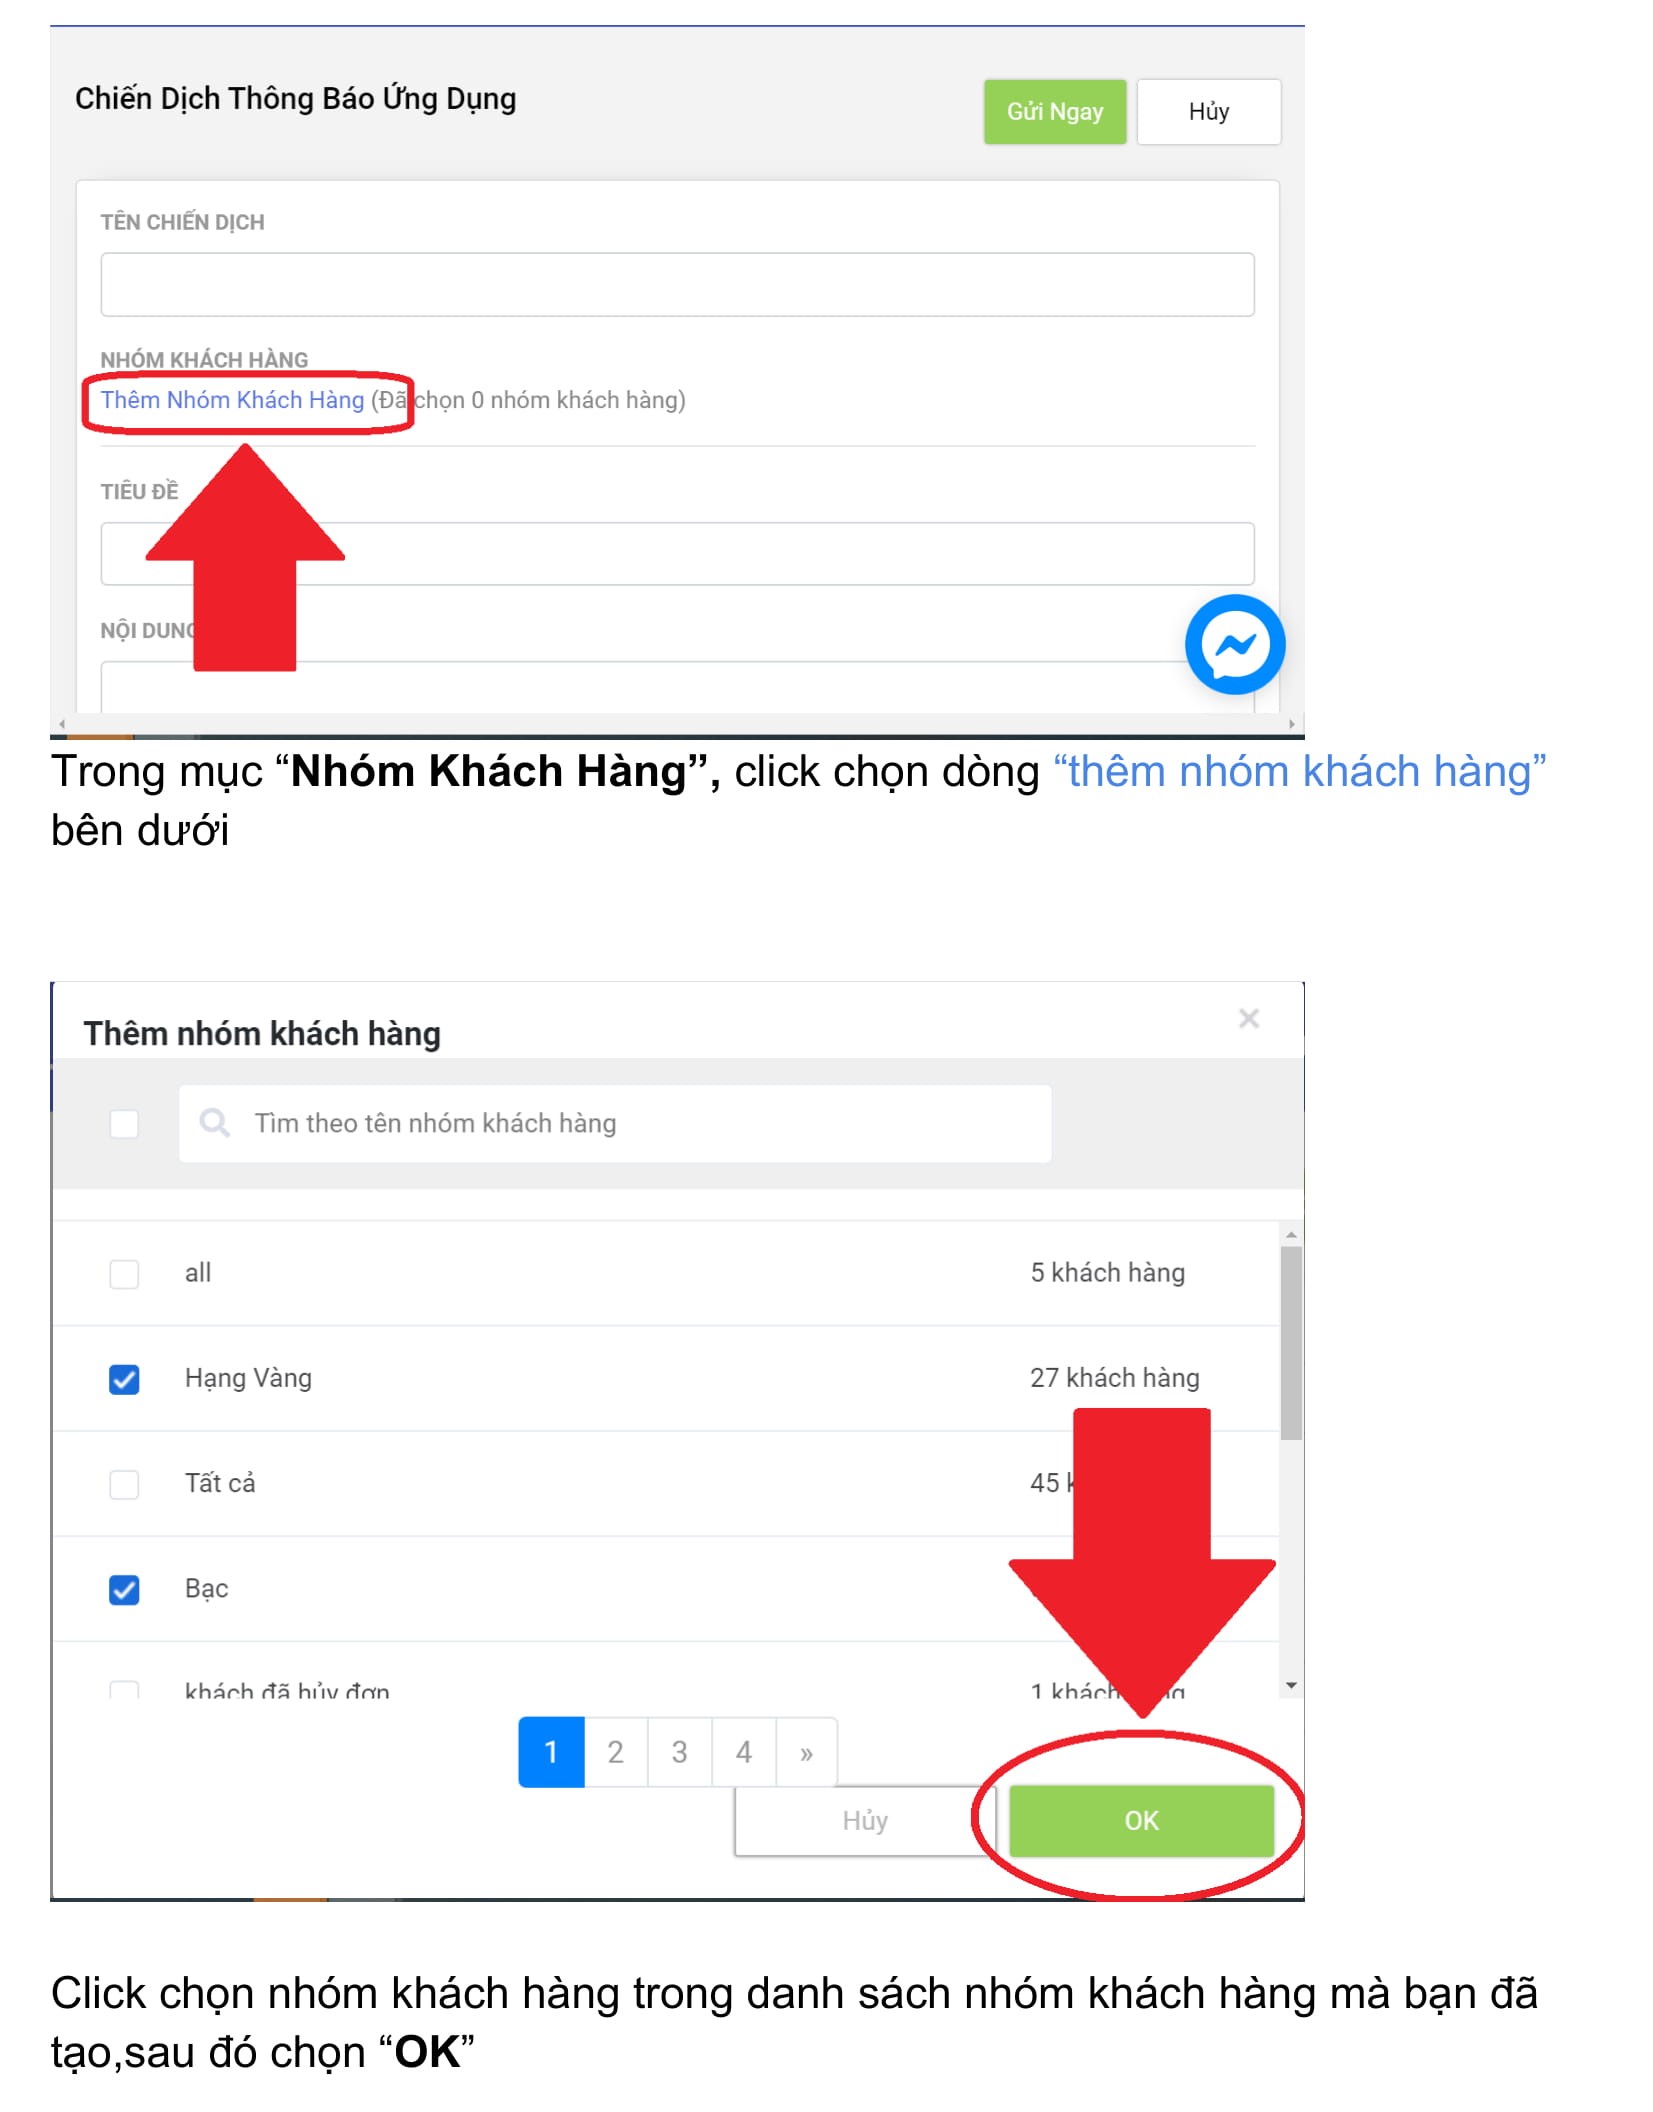 Chiến Dịch Thông Báo Ứng Dụng
Gửi Ngay
Hủy
TÊN CHIẾN DỊCH
NHÓM KHÁCH HÀNG
Thêm Nhóm Khách Hàng (Đã chọn 0 nhóm khách hàng)
TIÊU ĐỀ
NỘI DUNG
Trong mục “Nhóm Khách Hàng”, click chọn dòng “thêm nhóm khách hàng”
bên dưới
Thêm nhóm khách hàng
×
Tìm theo tên nhóm khách hàng
all 5 khách hàng
Hạng Vàng 27 khách hàng
Tất cả 45
Bạc
khách đã hủy đơn 1 khách
1 2 3 4 »
Hủy
OK
Click chọn nhóm khách hàng trong danh sách nhóm khách hàng mà bạn đã
tạo,sau đó chọn “OK”